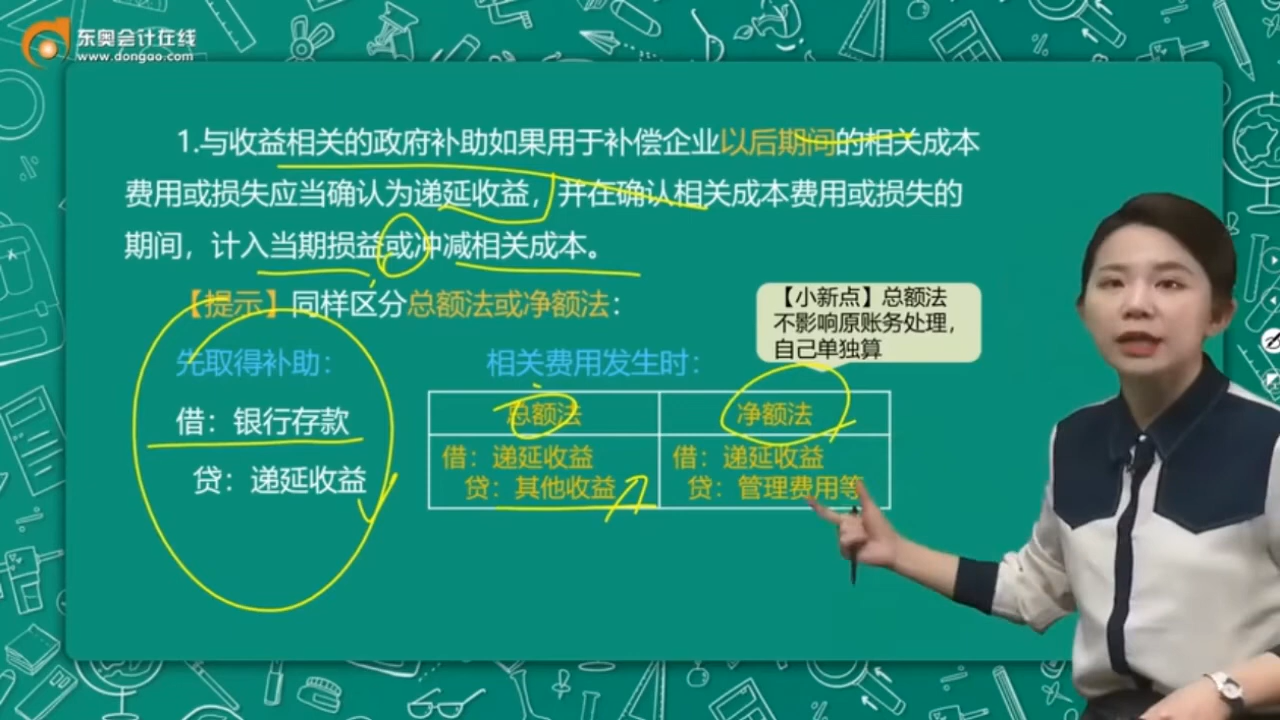 东奥会计在线
www.dongao.com
1.与收益相关的政府补助如果用于补偿企业以后期间的相关成本
费用或损失应当确认为递延收益，并在确认相关成本费用或损失的
期间，计入当期损益或冲减相关成本。
【提示】同样区分总额法或净额法：
【小新点】总额法
不影响原账务处理，
自己单独算
先取得补助：
相关费用发生时：
借：银行存款
贷：递延收益
总额法
净额法
借：递延收益
贷：其他收益
借：递延收益
贷：管理费用等